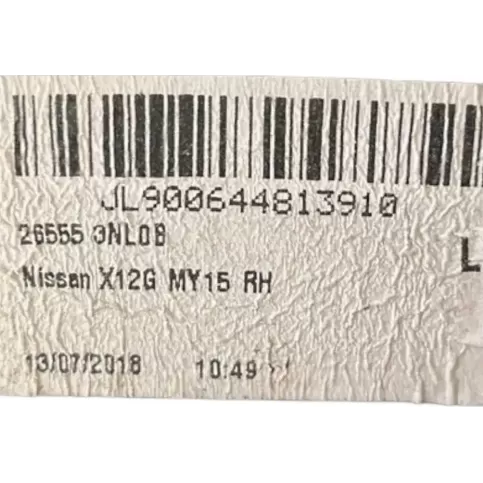 JL900644813910
26555 3NL0B
L
Nissan X12G MY15 RH
13/07/2018 10:49